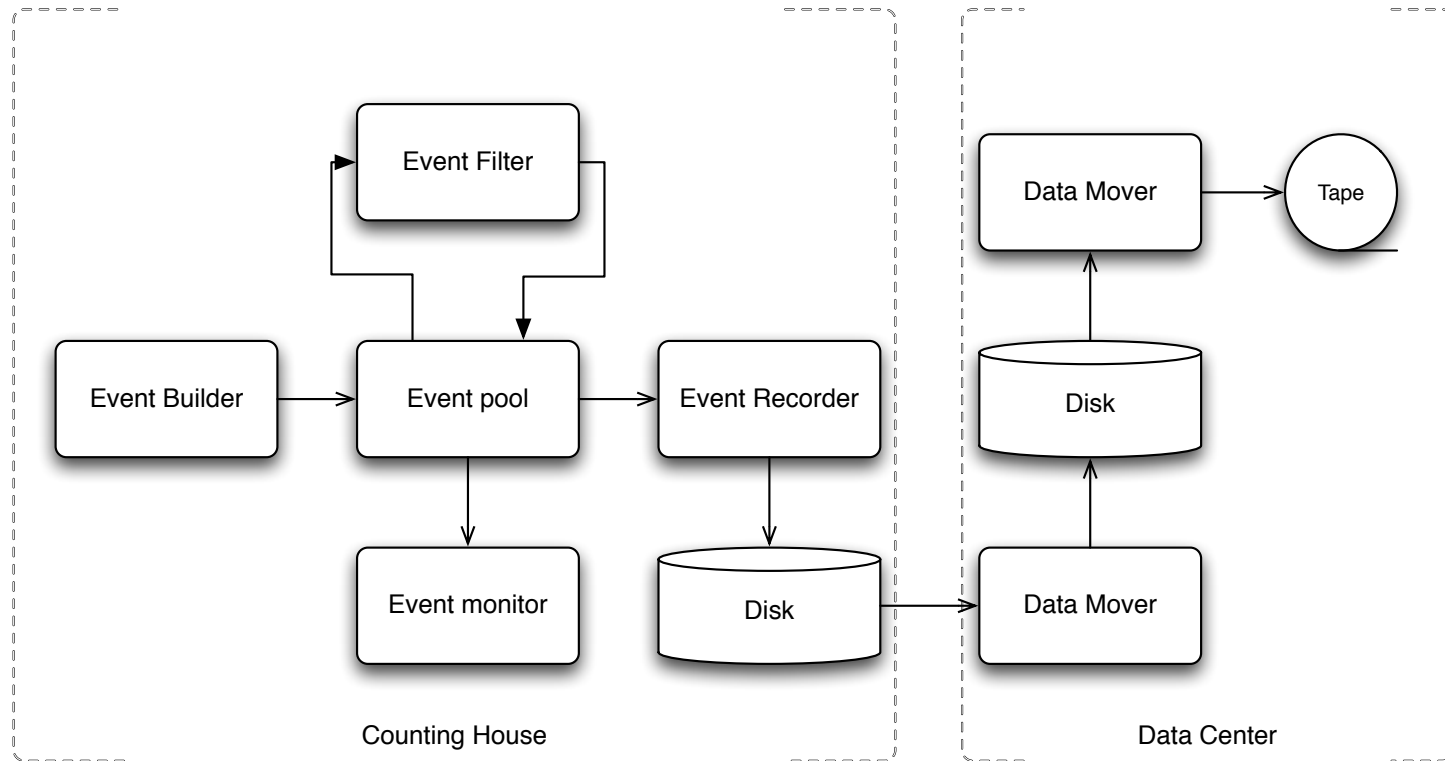 Event Filter
Data Mover
Tape
Event Builder
Event pool
Event Recorder
Disk
Event monitor
Disk
Data Mover
Counting House
Data Center